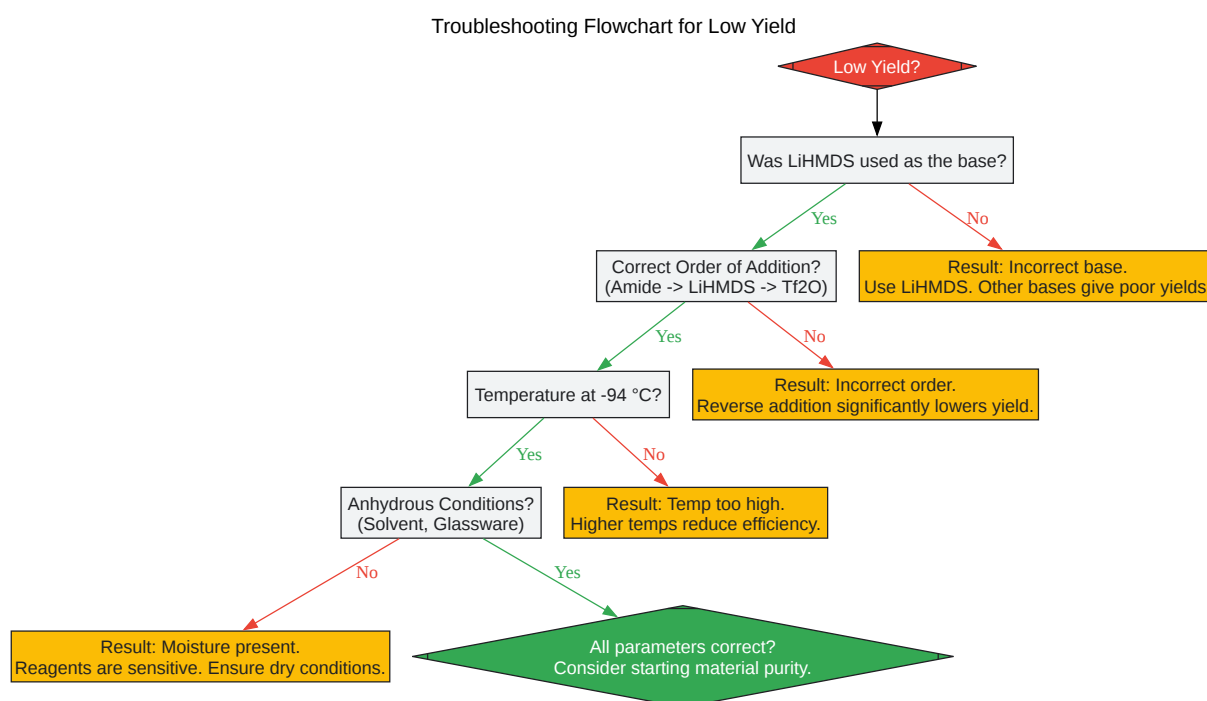 Troubleshooting Flowchart for Low Yield
Low Yield?
Was LiHMDS used as the base?
Yes
No
Correct Order of Addition?
(Amide -> LiHMDS -> Tf2O)
Result: Incorrect base.
Use LiHMDS. Other bases give poor yields
Yes
No
Temperature at -94 °C?
Result: Incorrect order.
Reverse addition significantly lowers yield.
Yes
No
Anhydrous Conditions?
(Solvent, Glassware)
Result: Temp too high.
Higher temps reduce efficiency.
No
Yes
Result: Moisture present.
Reagents are sensitive. Ensure dry conditions.
All parameters correct?
Consider starting material purity.